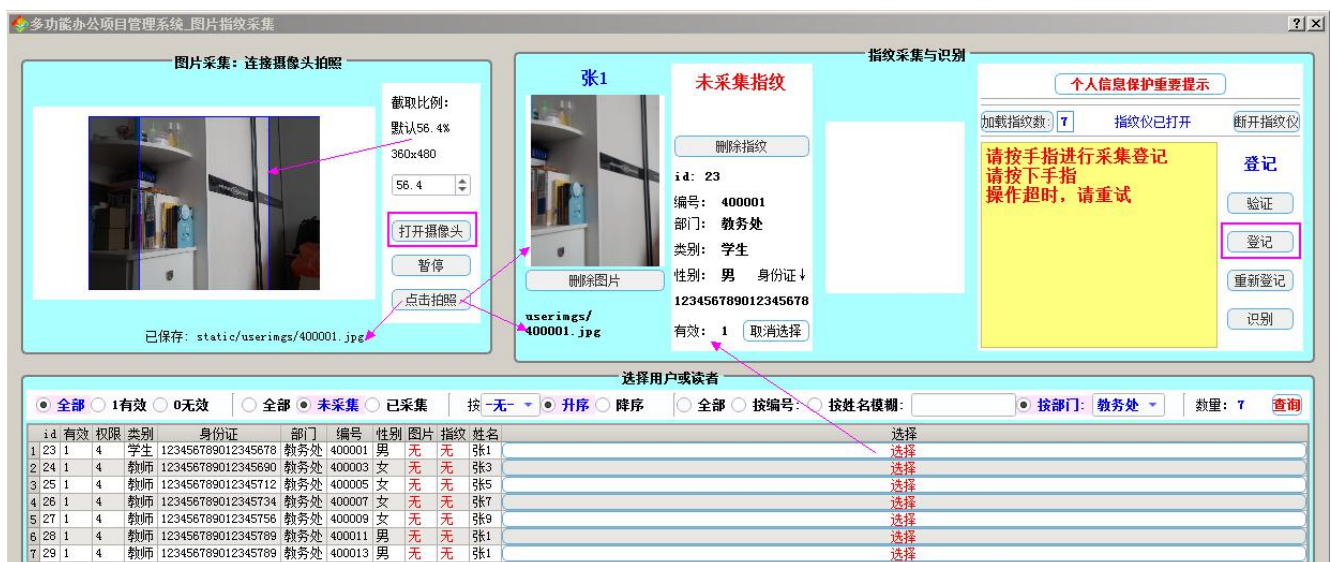 多功能办公项目管理系统_图片指纹采集
图片采集：连接摄像头拍照
截取比例：
默认56.4%
360x480
56.4
打开摄像头
暂停
点击拍照
已保存：static/userimgs/400001.jpg
指纹采集与识别
张1
删除图片
userimgs/
400001.jpg
未采集指纹
删除指纹
id: 23
编号： 400001
部门： 教务处
类别： 学生
性别： 男 身份证↓
123456789012345678
有效： 1 取消选择
个人信息保护重要提示
加载指纹数： 7 指纹仪已打开 断开指纹仪
请按手指进行采集登记
请按下手指
操作超时，请重试
登记
验证
登记
重新登记
识别
选择用户或读者
全部 1有效 0无效 全部 未采集 已采集 按 -无- 升序 降序 全部 按编号： 按姓名模糊： 按部门： 教务处 数量： 7 查询
id 有效 权限 类别 身份证 部门 编号 性别 图片 指纹 姓名 选择
1 23 1 4 学生 123456789012345678 教务处 400001 男 无 无 张1 选择
2 24 1 4 教师 123456789012345690 教务处 400003 女 无 无 张3 选择
3 25 1 4 教师 123456789012345712 教务处 400005 女 无 无 张5 选择
4 26 1 4 教师 123456789012345734 教务处 400007 女 无 无 张7 选择
5 27 1 4 教师 123456789012345756 教务处 400009 女 无 无 张9 选择
6 28 1 4 教师 123456789012345789 教务处 400011 男 无 无 张1 选择
7 29 1 4 教师 123456789012345789 教务处 400013 男 无 无 张1 选择